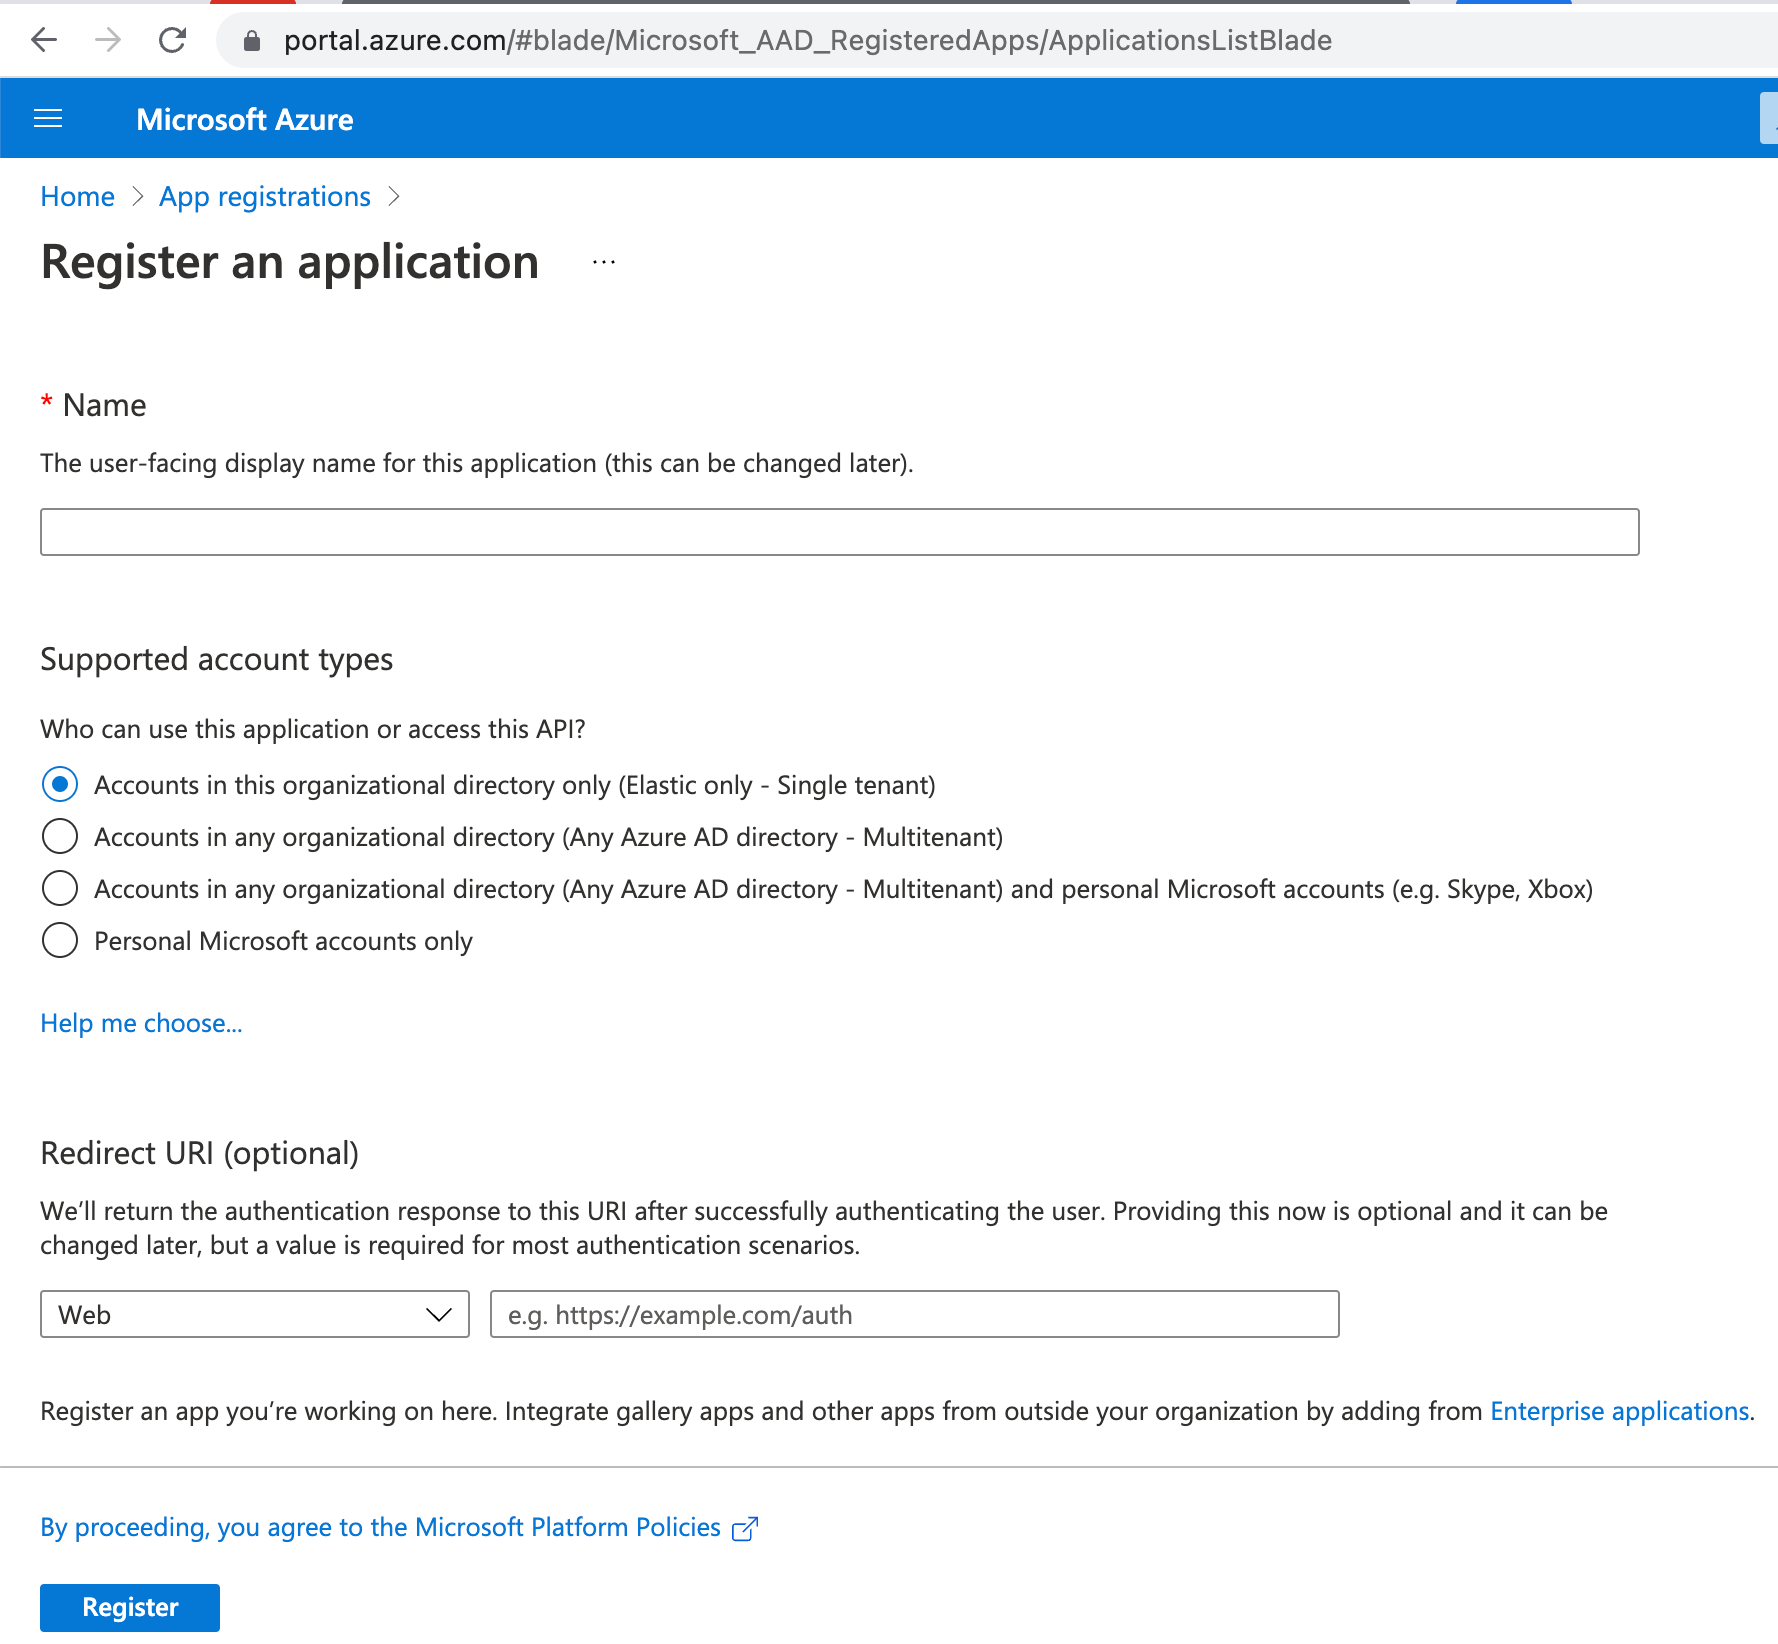 portal.azure.com/#blade/Microsoft_AAD_RegisteredApps/ApplicationsListBlade
Microsoft Azure
Home > App registrations >
Register an application ...
* Name
The user-facing display name for this application (this can be changed later).
Supported account types
Who can use this application or access this API?
Accounts in this organizational directory only (Elastic only - Single tenant)
Accounts in any organizational directory (Any Azure AD directory - Multitenant)
Accounts in any organizational directory (Any Azure AD directory - Multitenant) and personal Microsoft accounts (e.g. Skype, Xbox)
Personal Microsoft accounts only
Help me choose...
Redirect URI (optional)
We’ll return the authentication response to this URI after successfully authenticating the user. Providing this now is optional and it can be
changed later, but a value is required for most authentication scenarios.
Web
e.g. https://example.com/auth
Register an app you’re working on here. Integrate gallery apps and other apps from outside your organization by adding from Enterprise applications.
By proceeding, you agree to the Microsoft Platform Policies
Register